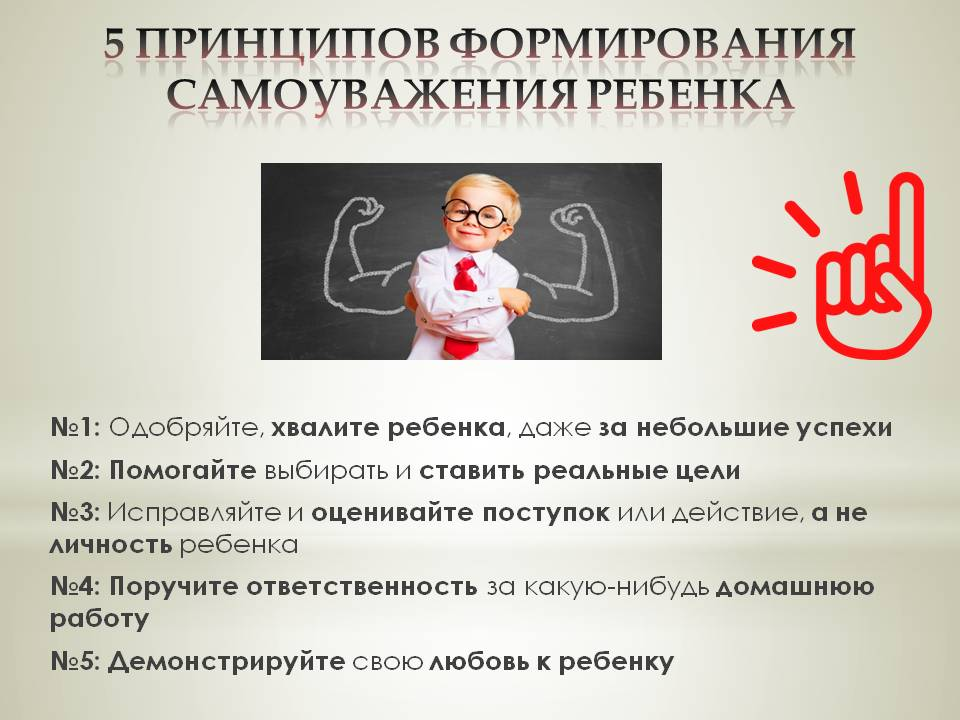 5 ПРИНЦИПОВ ФОРМИРОВАНИЯ
САМОУВАЖЕНИЯ РЕБЕНКА
№1: Одобряйте, хвалите ребенка, даже за небольшие успехи
№2: Помогайте выбирать и ставить реальные цели
№3: Исправляйте и оценивайте поступок или действие, а не
личность ребенка
№4: Поручите ответственность за какую-нибудь домашнюю
работу
№5: Демонстрируйте свою любовь к ребенку